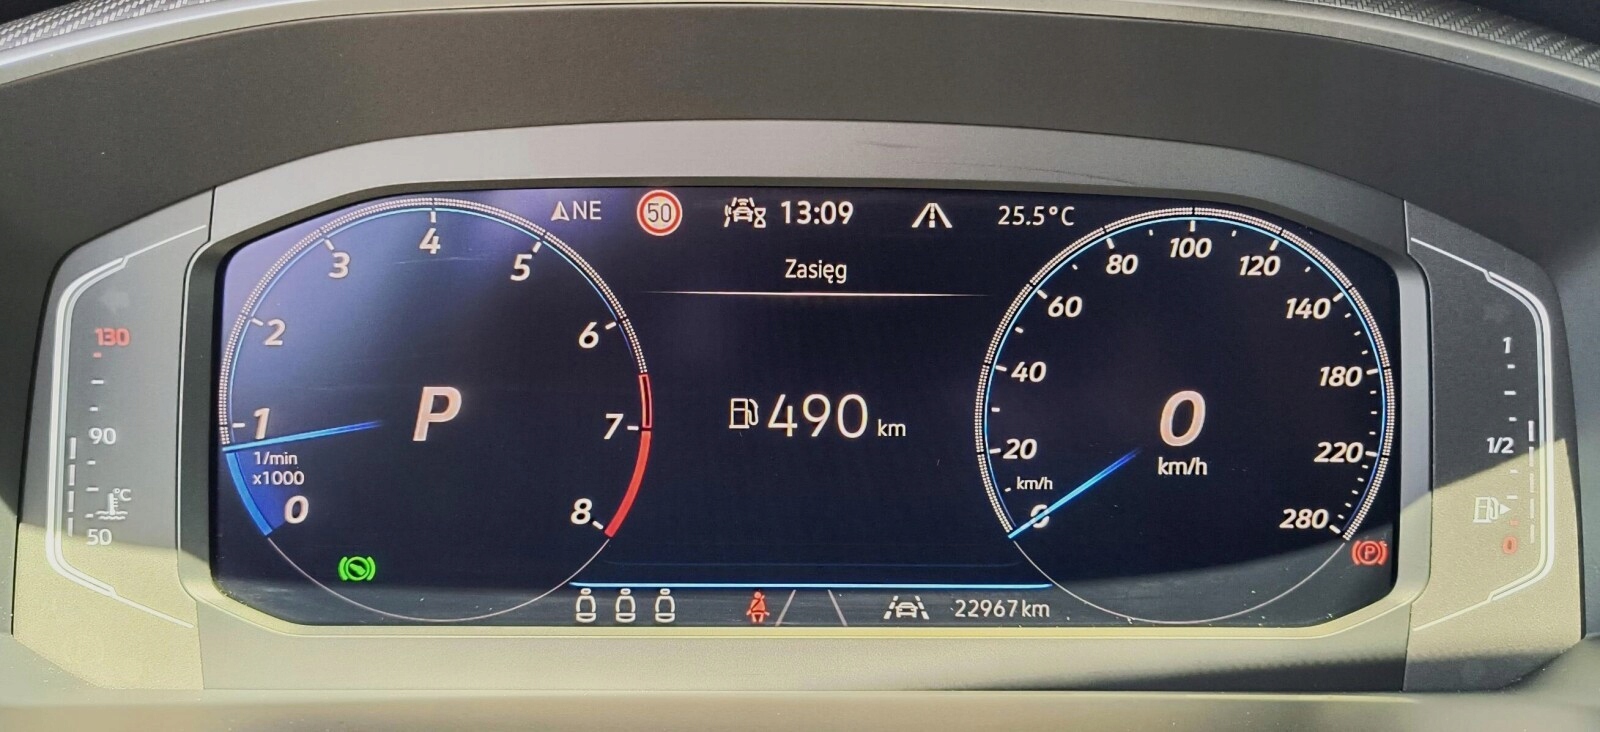 NE 50 13:09 25.5°C
Zasięg
130
90
°C
50
0 1 2 3 4 5 6 7 8
1/min
x1000
P
490 km
0 20 40 60 80 100 120 140 180 220 280
km/h
0
km/h
1
1/2
0
P
22967 km